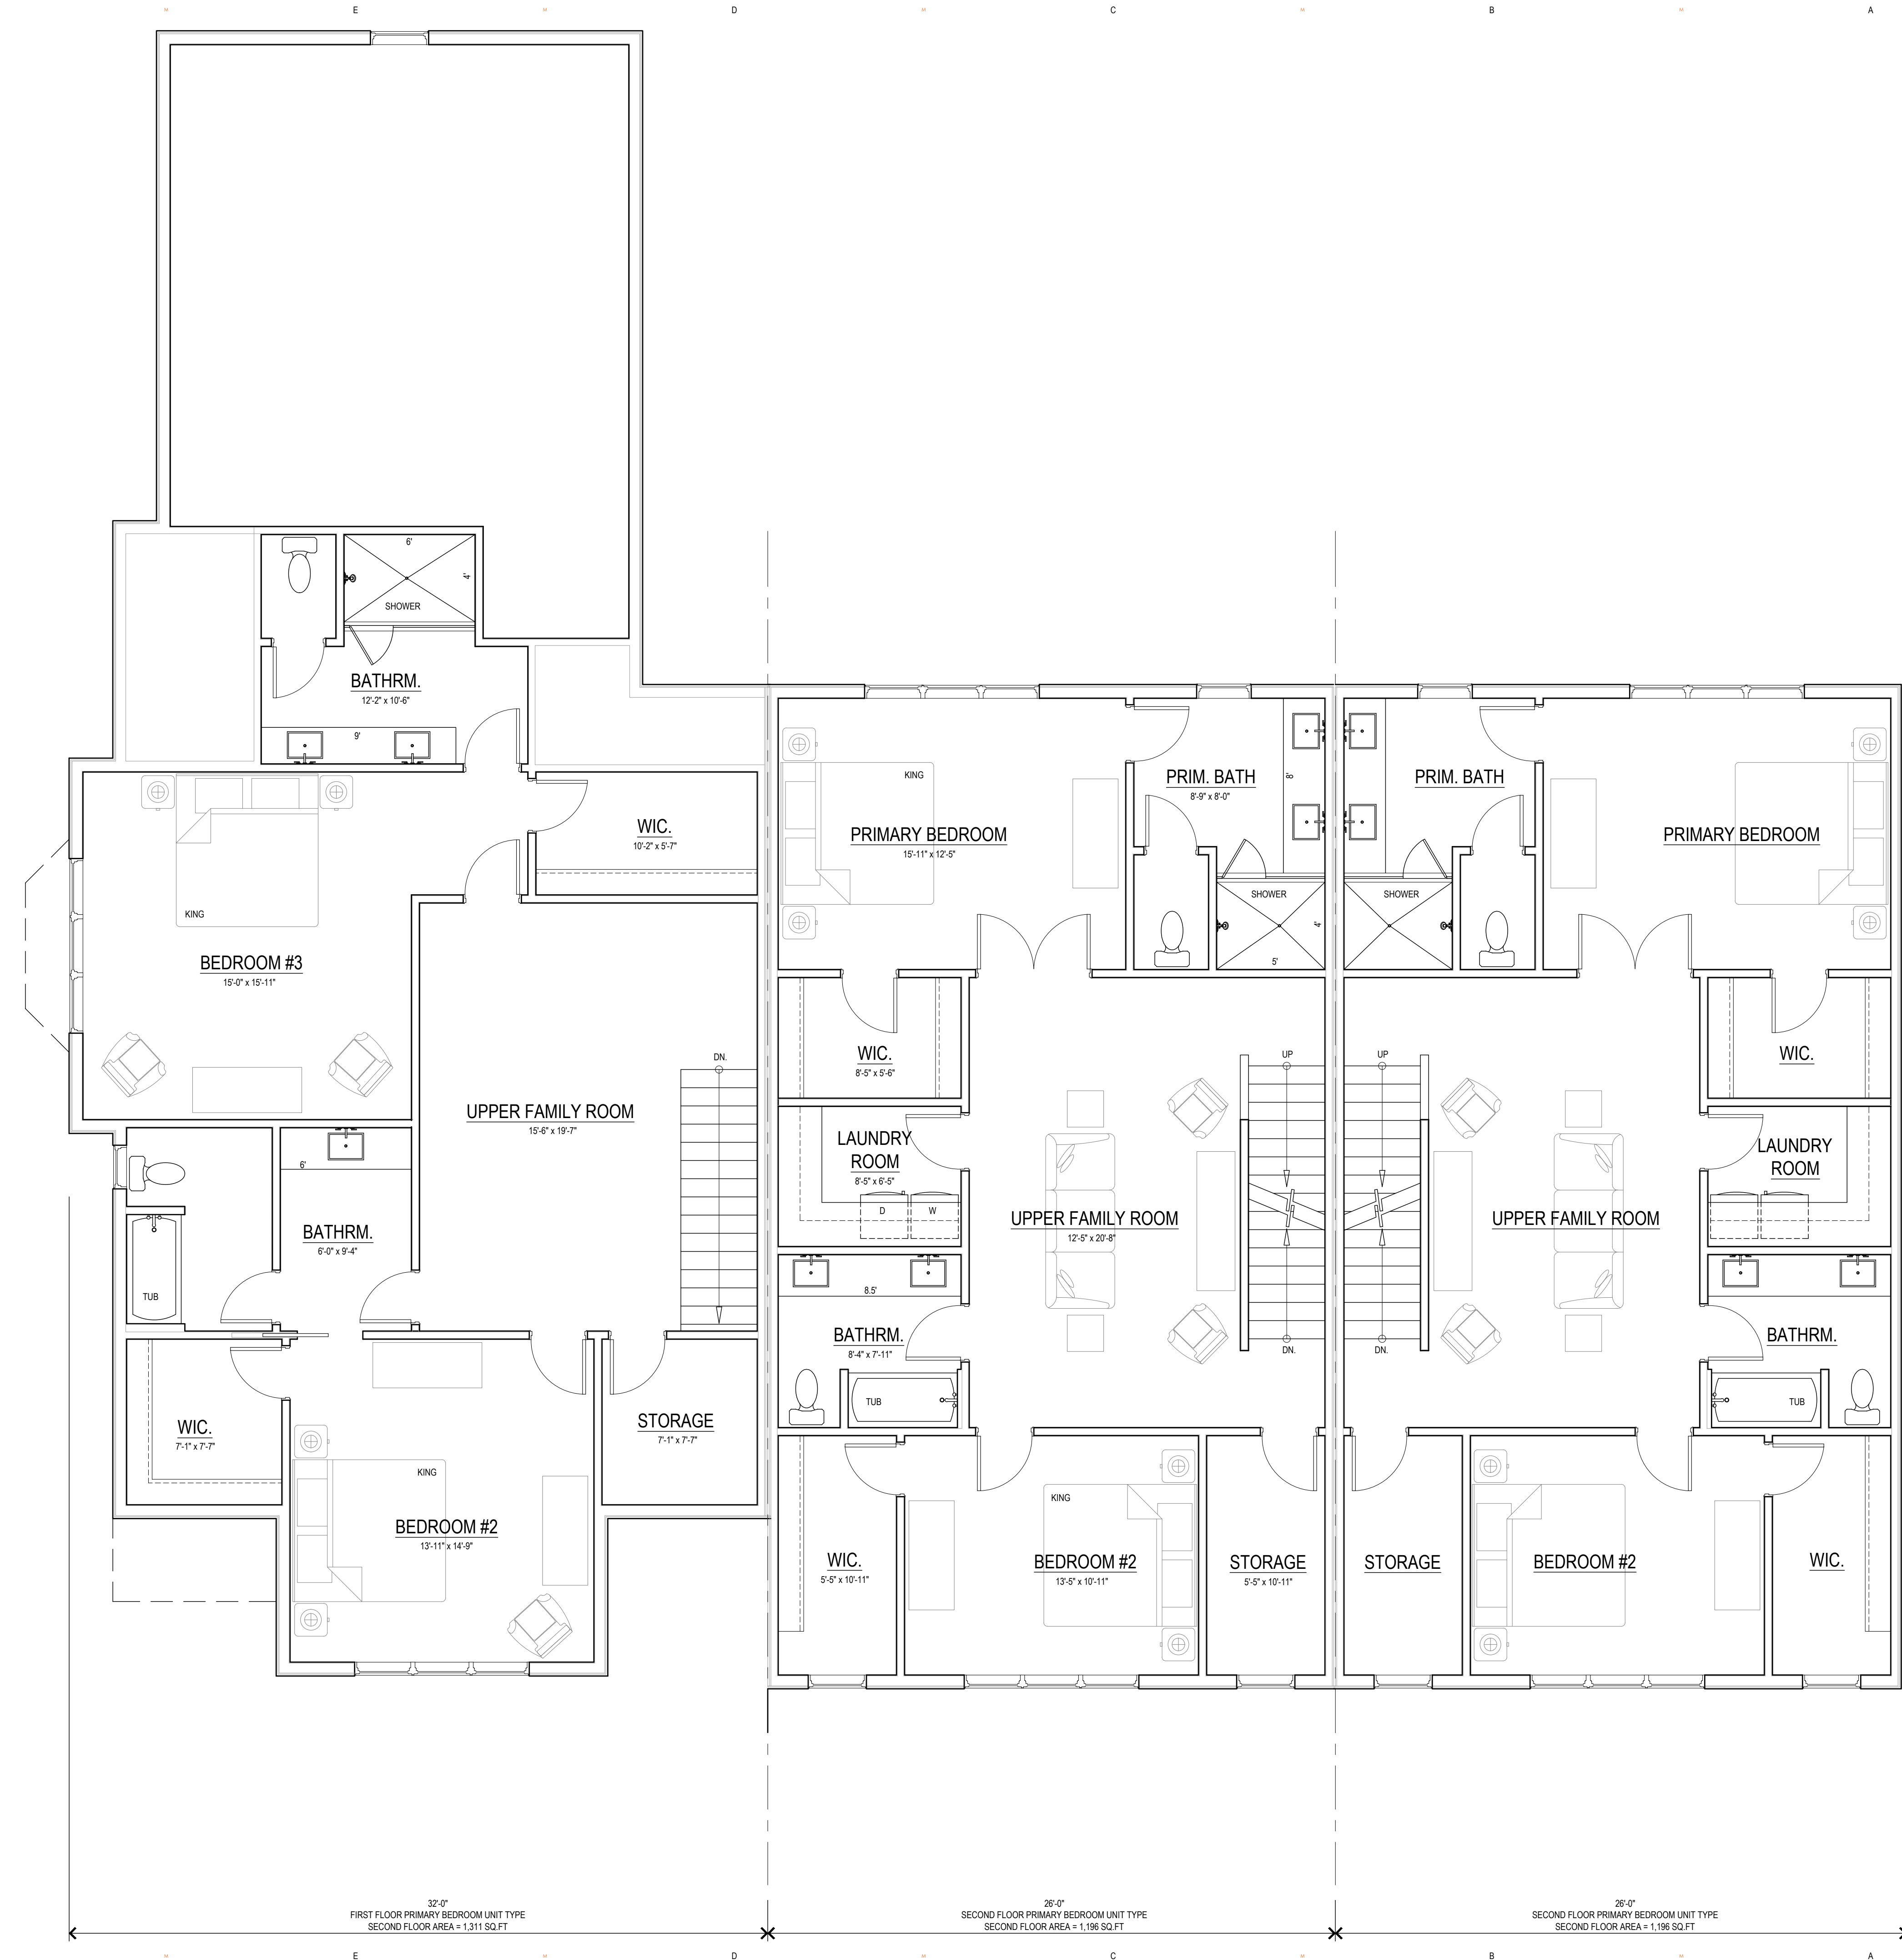 M E M D M C M B M A
6'
4'
SHOWER
BATHRM.
12'-2" x 10'-6"
9'
KING
BEDROOM #3
15'-0" x 15'-11"
WIC.
10'-2" x 5'-7"
UPPER FAMILY ROOM
15'-6" x 19'-7"
DN.
6'
BATHRM.
6'-0" x 9'-4"
TUB
WIC.
7'-1" x 7'-7"
KING
BEDROOM #2
13'-11" x 14'-9"
STORAGE
7'-1" x 7'-7"
KING
PRIMARY BEDROOM
15'-11" x 12'-5"
PRIM. BATH
8'-9" x 8'-0"
8'
SHOWER
4'
5'
WIC.
8'-5" x 5'-6"
LAUNDRY
ROOM
8'-5" x 6'-5"
D W
UP
UPPER FAMILY ROOM
12'-5" x 20'-8"
DN.
8.5'
BATHRM.
8'-4" x 7'-11"
TUB
WIC.
5'-5" x 10'-11"
KING
BEDROOM #2
13'-5" x 10'-11"
STORAGE
5'-5" x 10'-11"
PRIM. BATH
SHOWER
PRIMARY BEDROOM
WIC.
UP
LAUNDRY
ROOM
UPPER FAMILY ROOM
DN.
BATHRM.
TUB
STORAGE
BEDROOM #2
WIC.
32'-0"
FIRST FLOOR PRIMARY BEDROOM UNIT TYPE
SECOND FLOOR AREA = 1,311 SQ.FT
26'-0"
SECOND FLOOR PRIMARY BEDROOM UNIT TYPE
SECOND FLOOR AREA = 1,196 SQ.FT
26'-0"
SECOND FLOOR PRIMARY BEDROOM UNIT TYPE
SECOND FLOOR AREA = 1,196 SQ.FT
M E M D M C M B M A